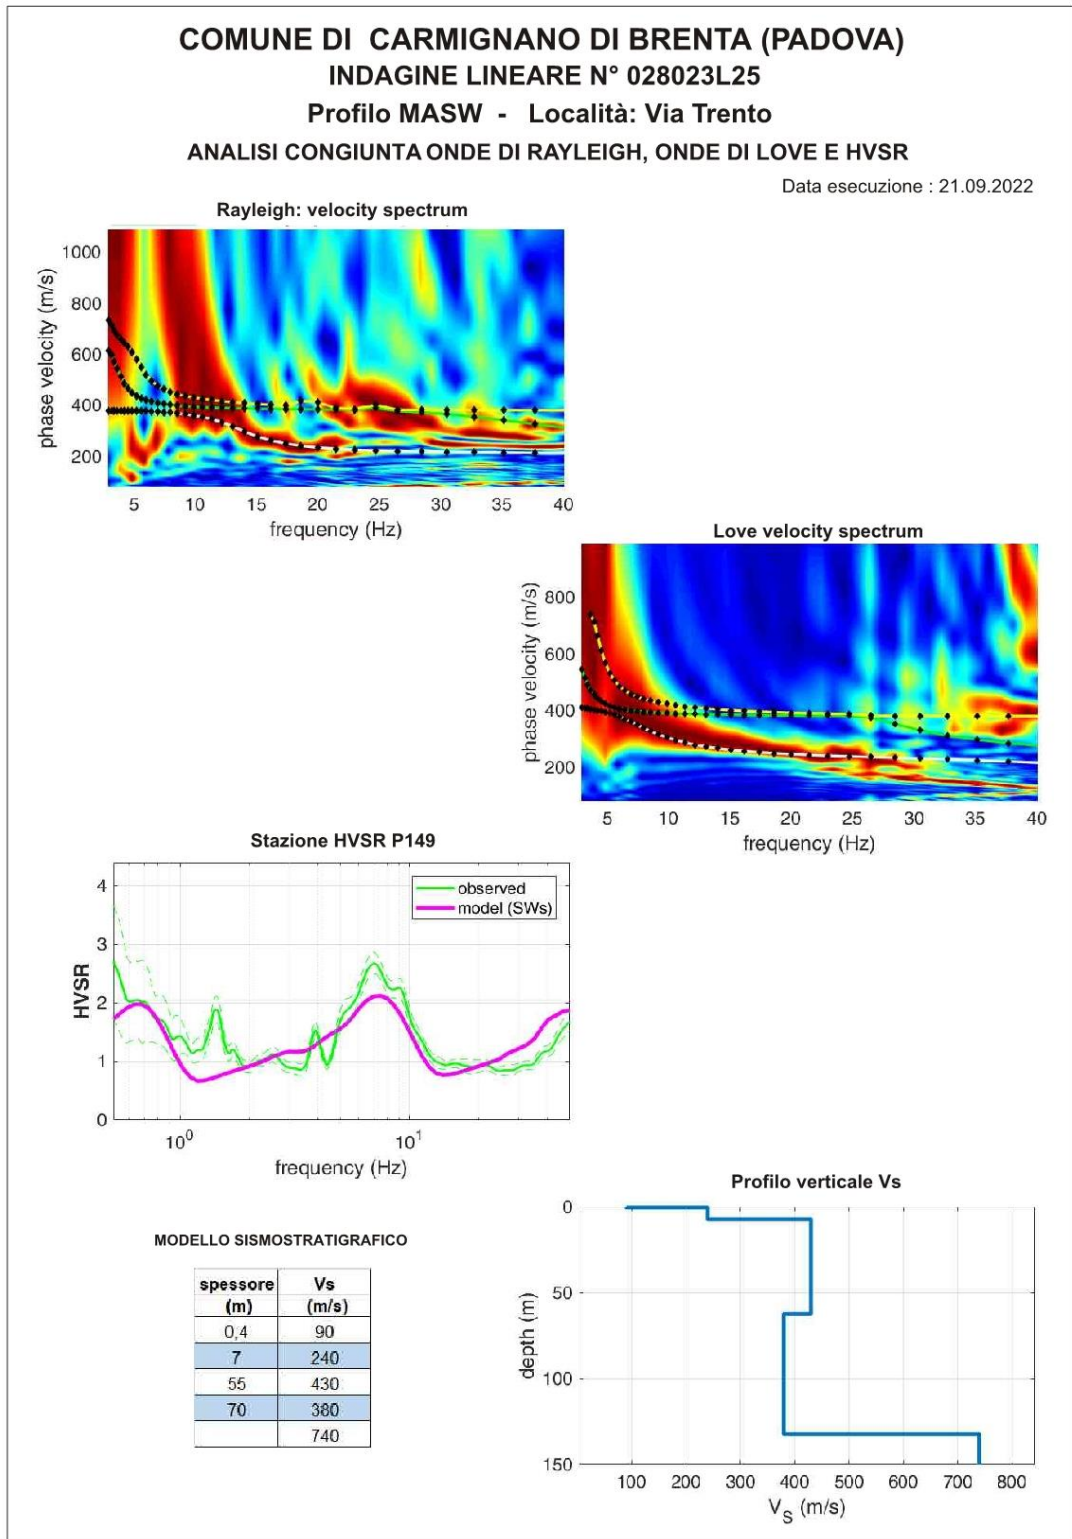 COMUNE DI CARMIGNANO DI BRENTA (PADOVA)
INDAGINE LINEARE N° 028023L25
Profilo MASW - Località: Via Trento
ANALISI CONGIUNTA ONDE DI RAYLEIGH, ONDE DI LOVE E HVSR
Data esecuzione : 21.09.2022
Rayleigh: velocity spectrum
phase velocity (m/s)
1000
800
600
400
200
5 10 15 20 25 30 35 40
frequency (Hz)
Love velocity spectrum
phase velocity (m/s)
800
600
400
200
5 10 15 20 25 30 35 40
frequency (Hz)
Stazione HVSR P149
HVSR
4
3
2
1
0
observed
model (SWs)
10⁰ 10¹
frequency (Hz)
MODELLO SISMOSTRATIGRAFICO
spessore (m) Vs (m/s)
0,4 90
7 240
55 430
70 380
740
Profilo verticale Vs
depth (m)
0
50
100
150
100 200 300 400 500 600 700 800
V_S (m/s)